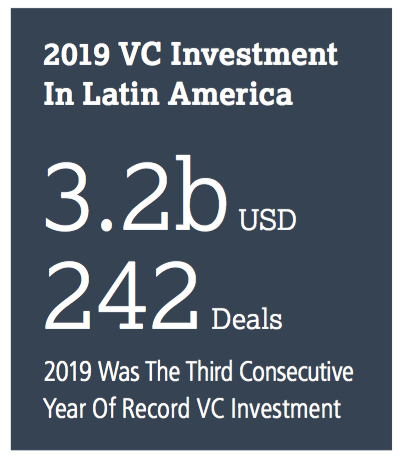 2019 VC Investment
In Latin America
3.2b USD
242 Deals
2019 Was The Third Consecutive
Year Of Record VC Investment